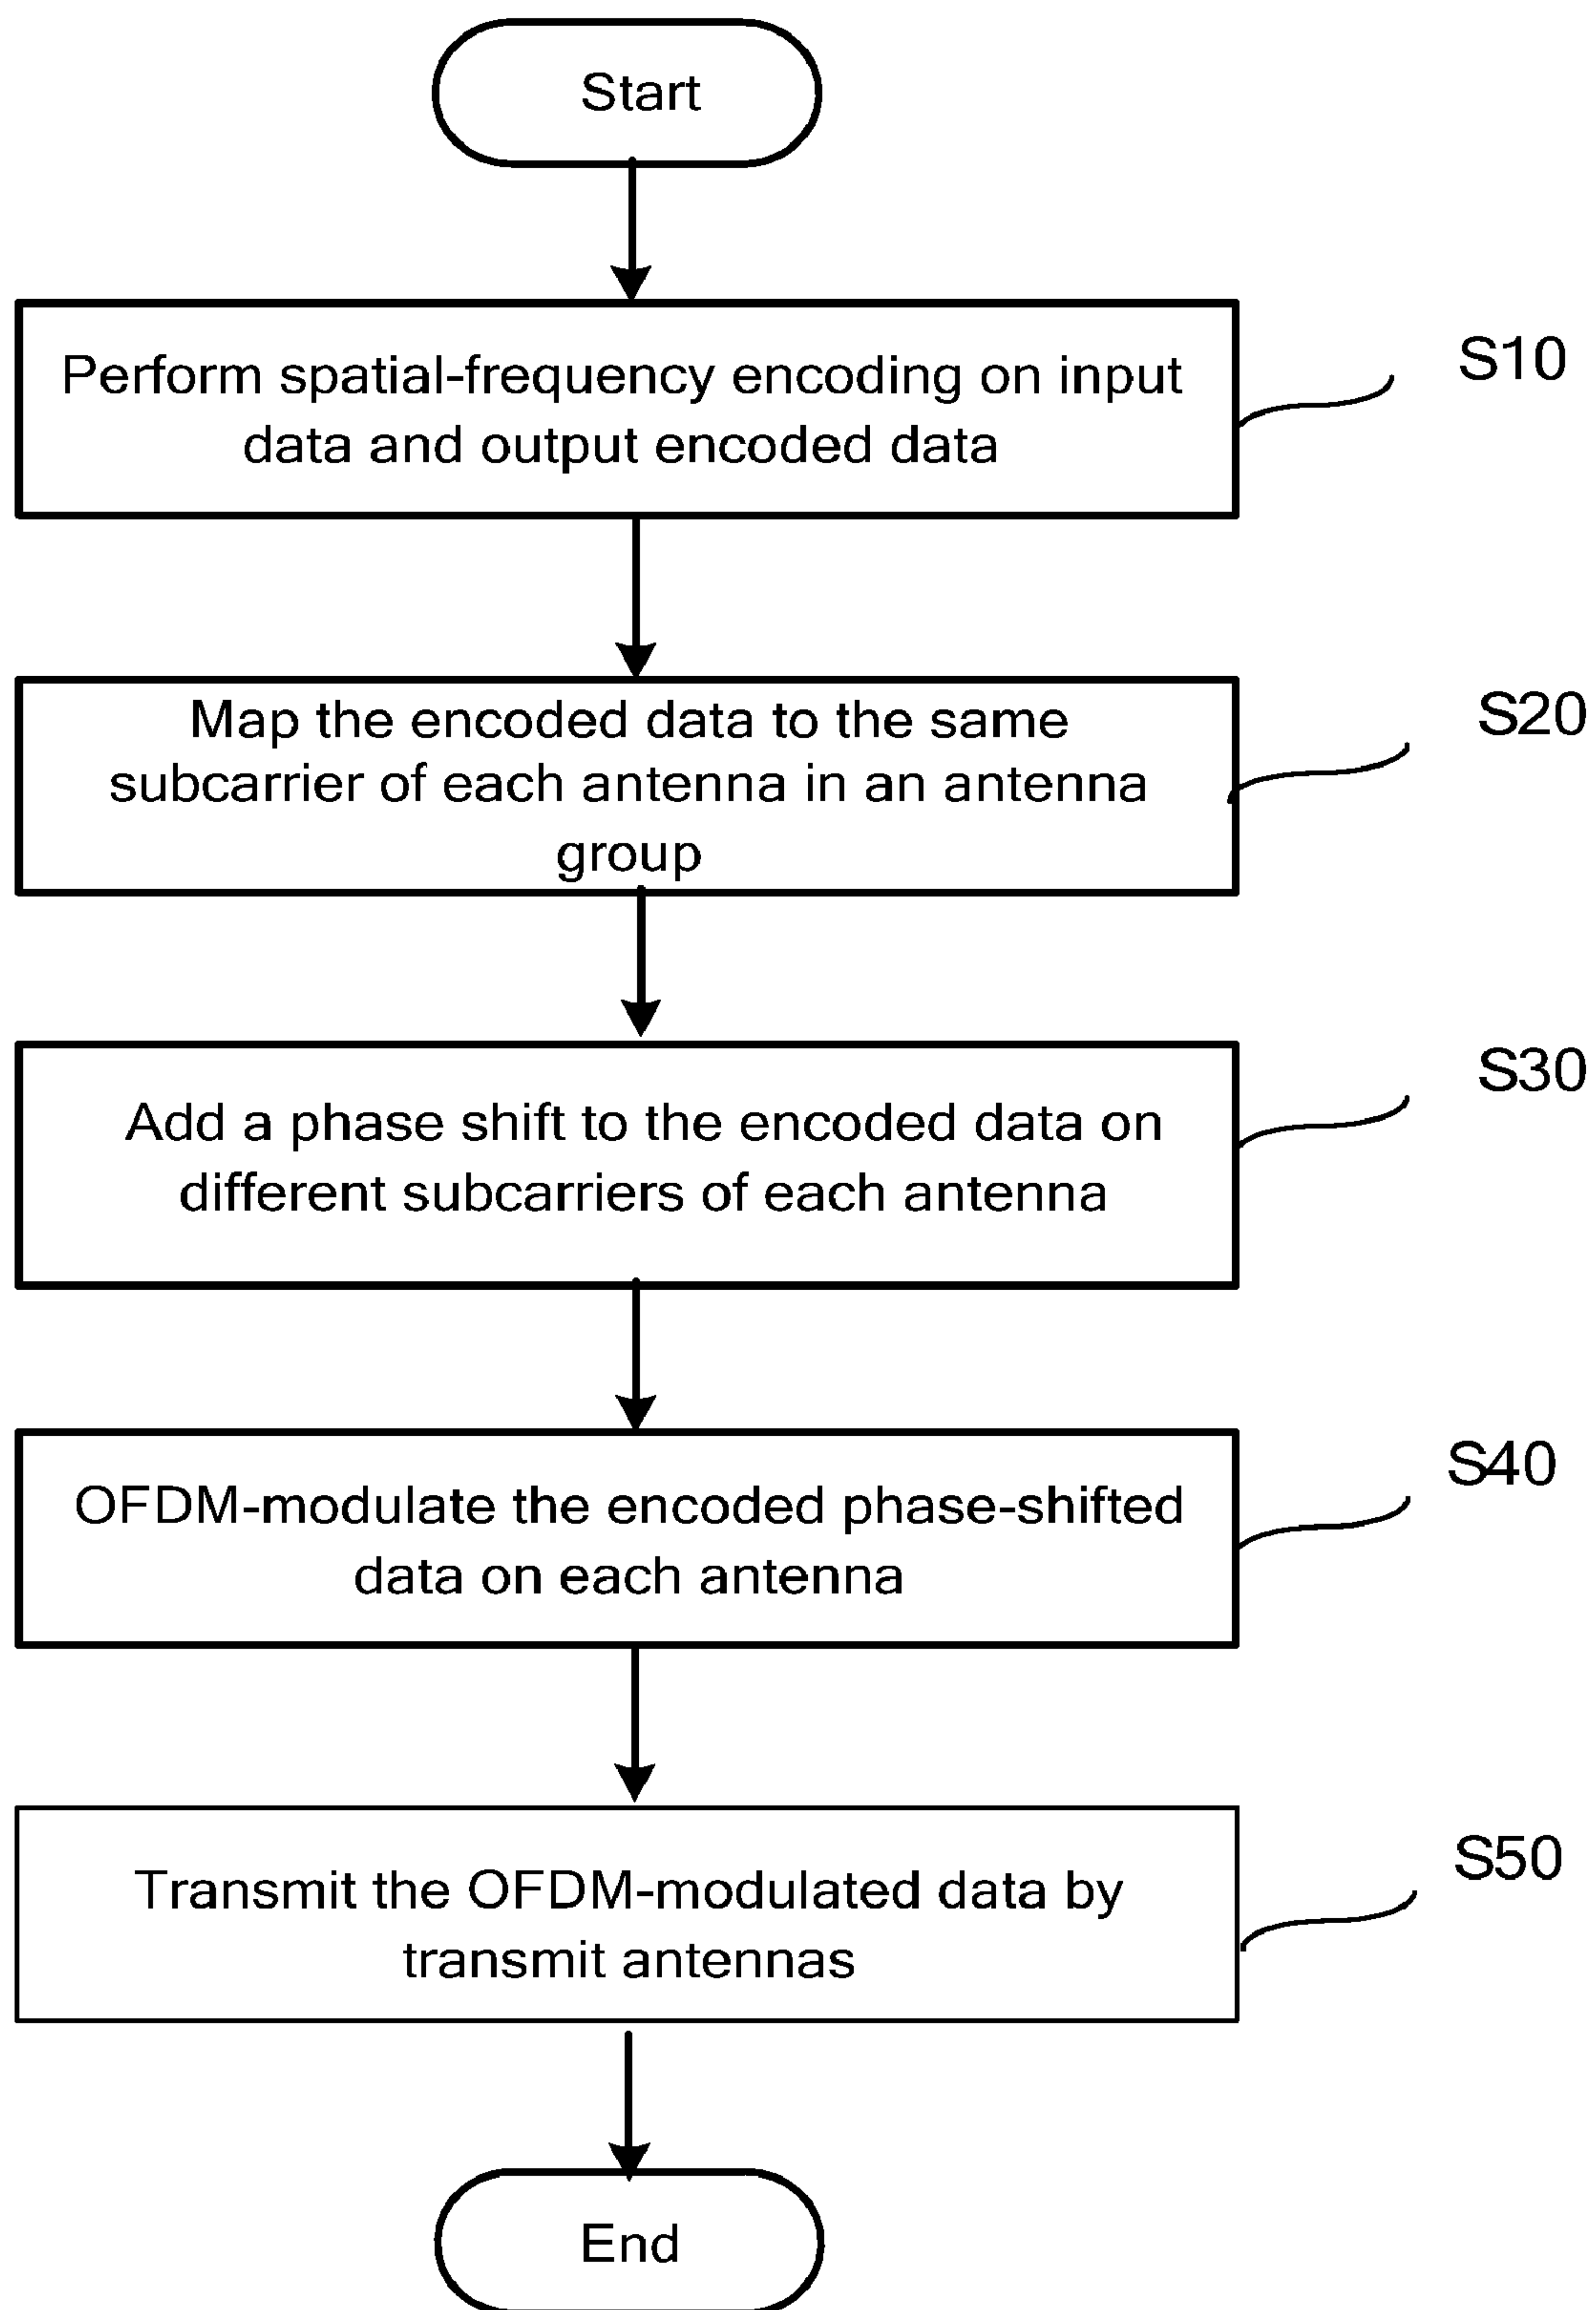 Start
Perform spatial-frequency encoding on input
data and output encoded data
S10
Map the encoded data to the same
subcarrier of each antenna in an antenna
group
S20
Add a phase shift to the encoded data on
different subcarriers of each antenna
S30
OFDM-modulate the encoded phase-shifted
data on each antenna
S40
Transmit the OFDM-modulated data by
transmit antennas
S50
End